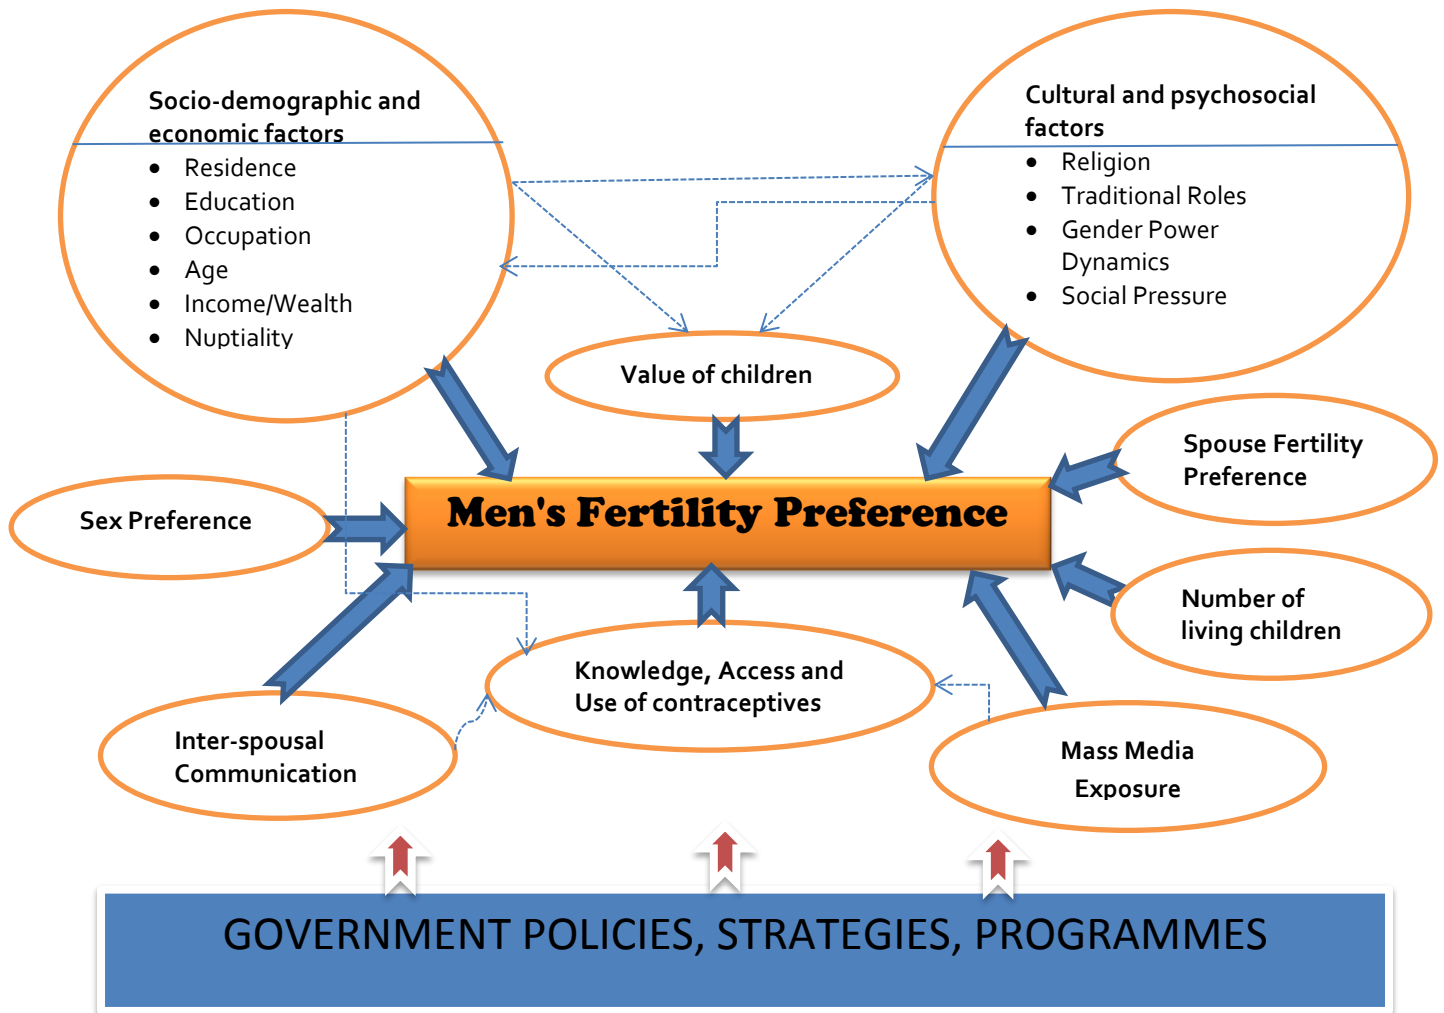 Socio-demographic and
economic factors
• Residence
• Education
• Occupation
• Age
• Income/Wealth
• Nuptiality
Cultural and psychosocial
factors
• Religion
• Traditional Roles
• Gender Power
Dynamics
• Social Pressure
Value of children
Spouse Fertility
Preference
Sex Preference
Men's Fertility Preference
Number of
living children
Knowledge, Access and
Use of contraceptives
Inter-spousal
Communication
Mass Media
Exposure
GOVERNMENT POLICIES, STRATEGIES, PROGRAMMES